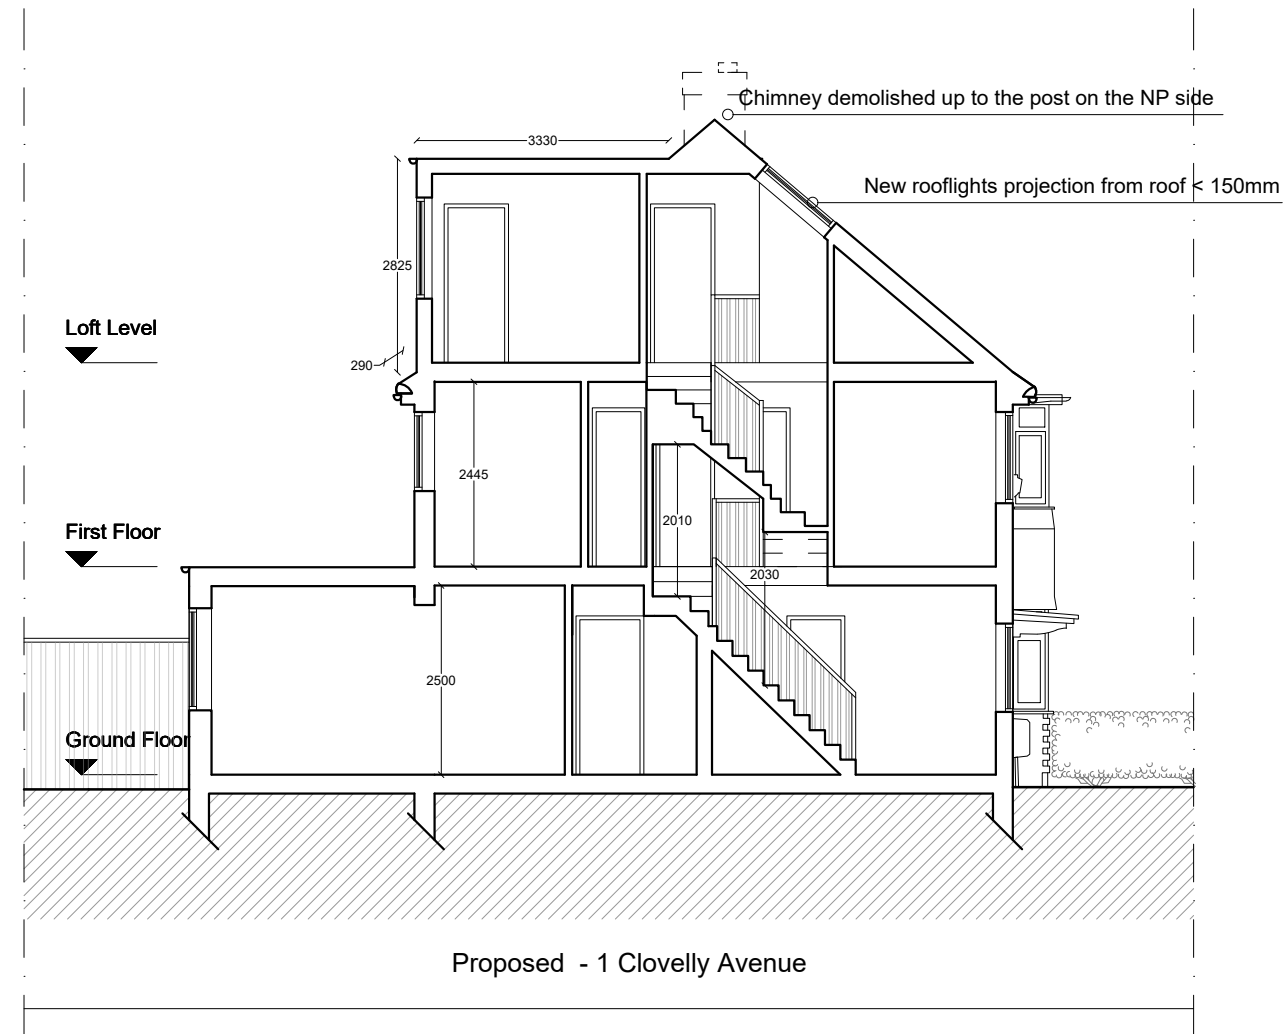 Chimney demolished up to the post on the NP side
3330
New rooflights projection from roof < 150mm
2825
Loft Level
290
2445
2010
First Floor
2030
2500
Ground Floor
Proposed - 1 Clovelly Avenue